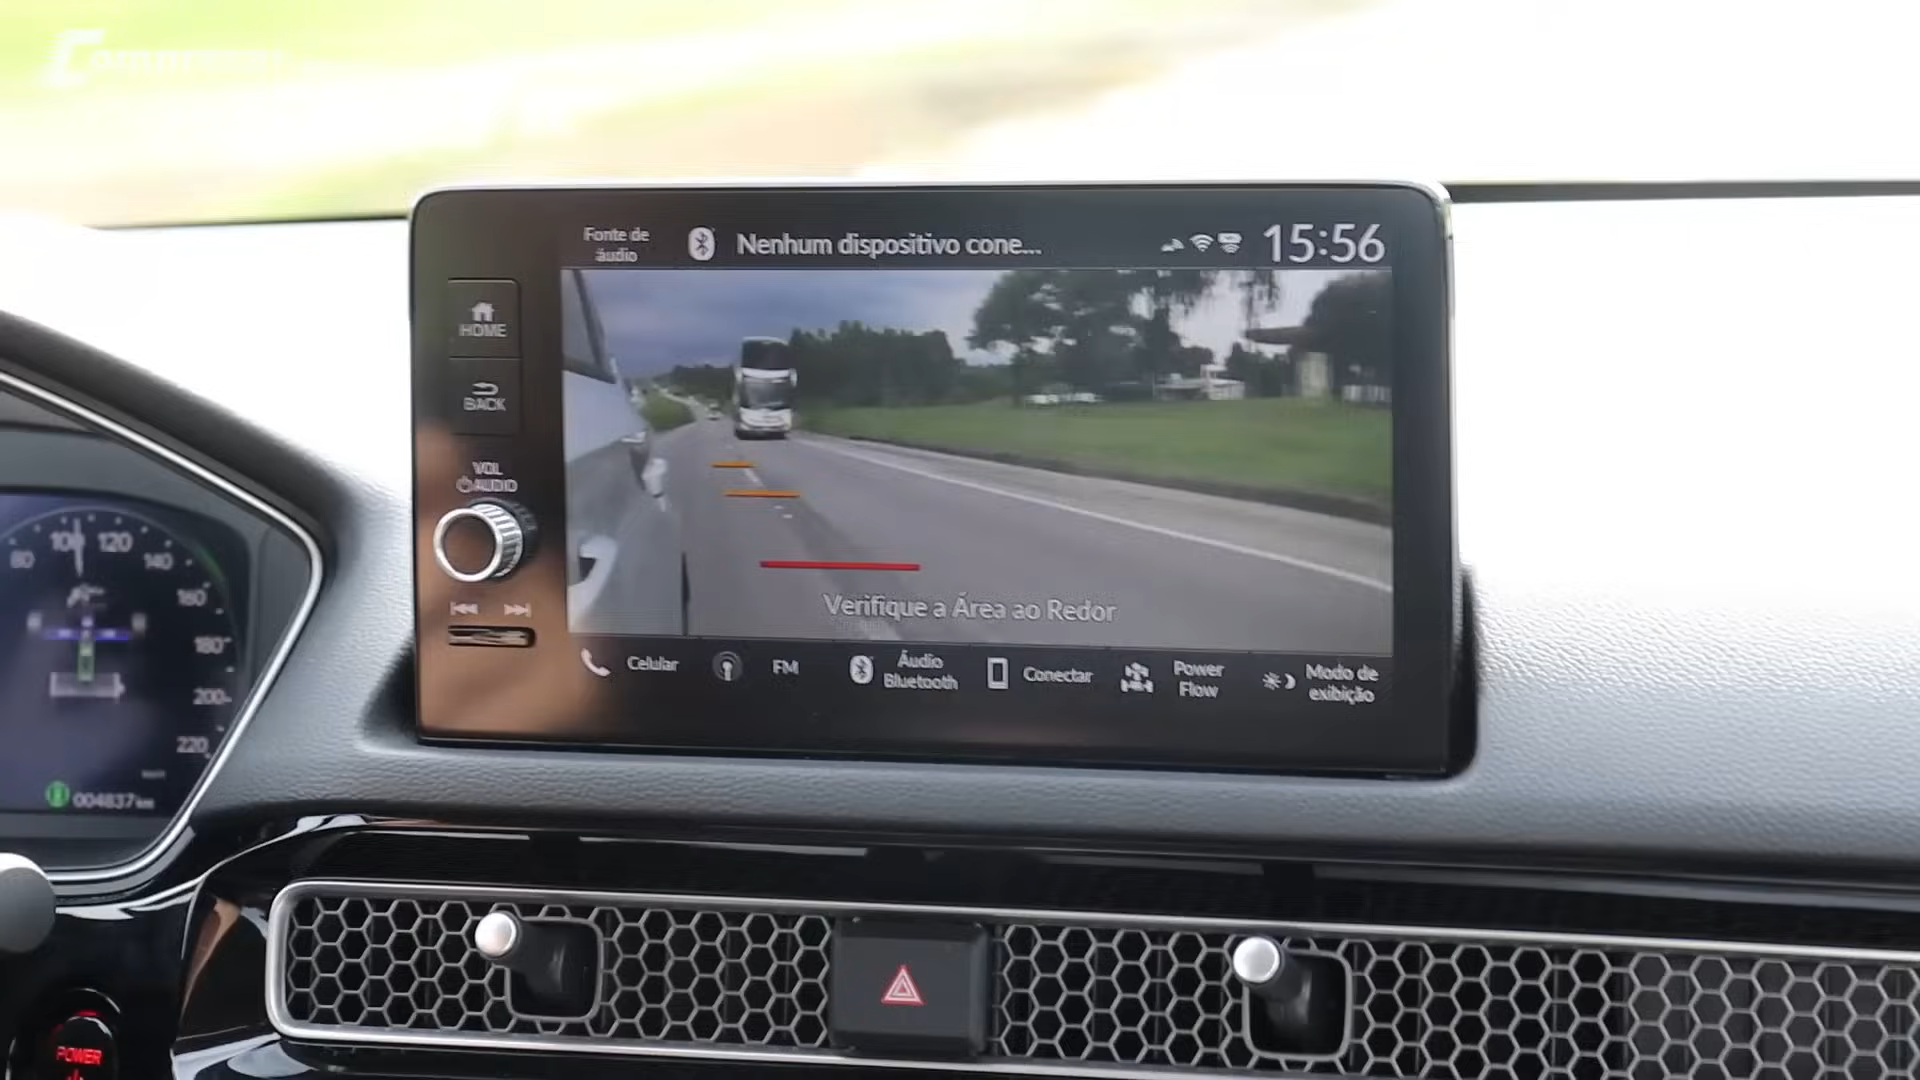 Fonte de
áudio
Nenhum dispositivo cone...
15:56
HOME
BACK
VOL
AUDIO
Verifique a Área ao Redor
Celular
FM
Áudio
Bluetooth
Conectar
Power
Flow
Modo de
exibição
80
100
120
140
160
180
200
220
004837 km
POWER